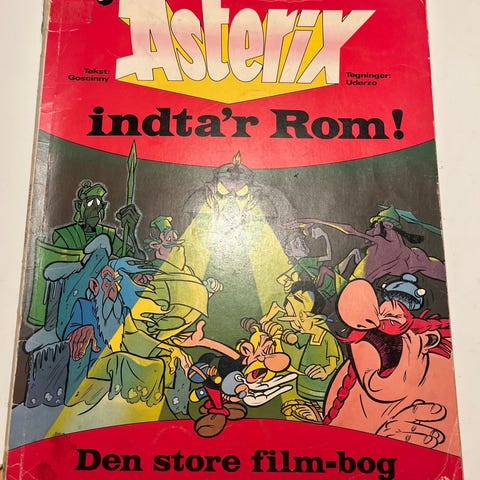 Asterix
Tekst:
Goscinny
Tegninger:
Uderzo
indta'r Rom!
Den store film-bog